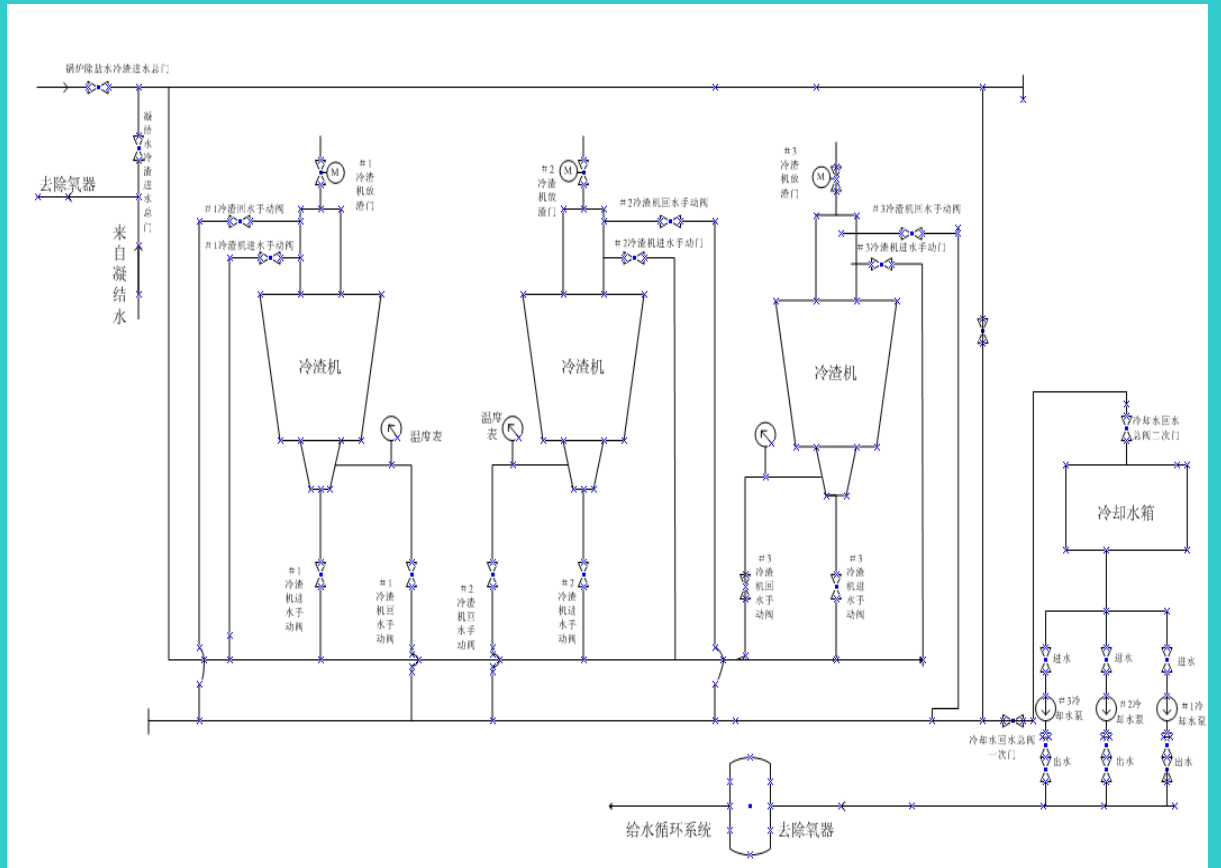 锅炉除盐水冷渣进水总门
凝结水冷渣进水总门
去除氧器
来自凝结水
#1
冷渣
机放
渣门
M
#1冷渣回水手动阀
#1冷渣机进水手动阀
冷渣机
温度表
#1
冷渣
机进
水手
动阀
#1
冷渣
机回
水手
动阀
#2
冷渣
机放
渣门
M
#2冷渣机回水手动阀
#2冷渣机进水手动门
冷渣机
温度
表
#2
冷渣
机回
水手
动阀
#2
冷渣
机进
水手
动阀
#3
冷渣
机放
渣门
M
#3冷渣机回水手动阀
#3冷渣机进水手动门
冷渣机
#3
冷渣
机回
水手
动阀
#3
冷渣
机进
水手
动阀
冷却水回水
总阀二次门
冷却水箱
进水
进水
进水
#3冷
却水泵
#2冷
却水泵
#1冷
却水泵
冷却水回水总阀
一次门
出水
出水
出水
给水循环系统
去除氧器